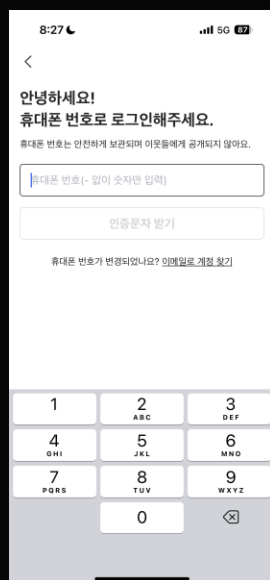 8:27
5G 87
안녕하세요!
휴대폰 번호로 로그인해주세요.
휴대폰 번호는 안전하게 보관되며 이웃들에게 공개되지 않아요.
휴대폰 번호(- 없이 숫자만 입력)
인증문자 받기
휴대폰 번호가 변경되었나요? 이메일로 계정 찾기
1 2 3
ABC DEF
4 5 6
GHI JKL MNO
7 8 9
PQRS TUV WXYZ
0